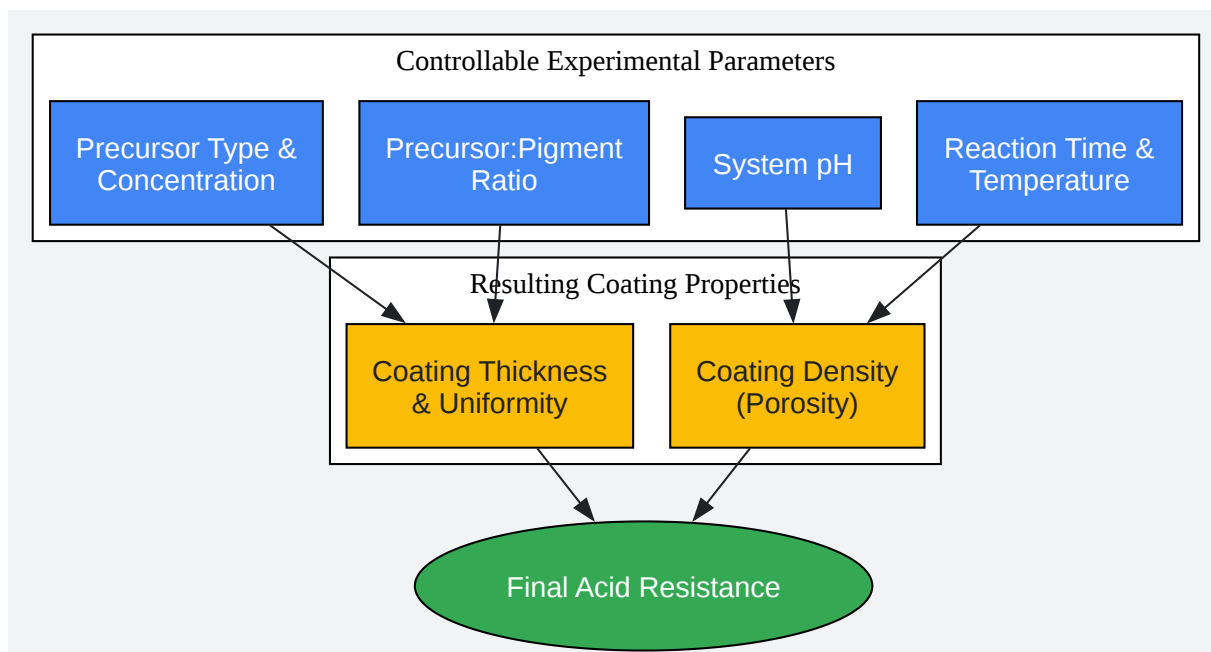 Controllable Experimental Parameters
Precursor Type &
Concentration
Precursor:Pigment
Ratio
System pH
Reaction Time &
Temperature
Resulting Coating Properties
Coating Thickness
& Uniformity
Coating Density
(Porosity)
Final Acid Resistance